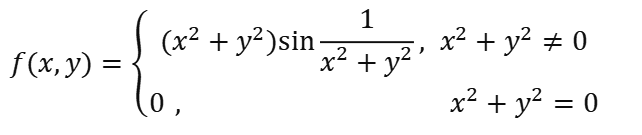 f(x, y) = { (x² + y²)sin 1/(x² + y²), x² + y² ≠ 0
0 , x² + y² = 0